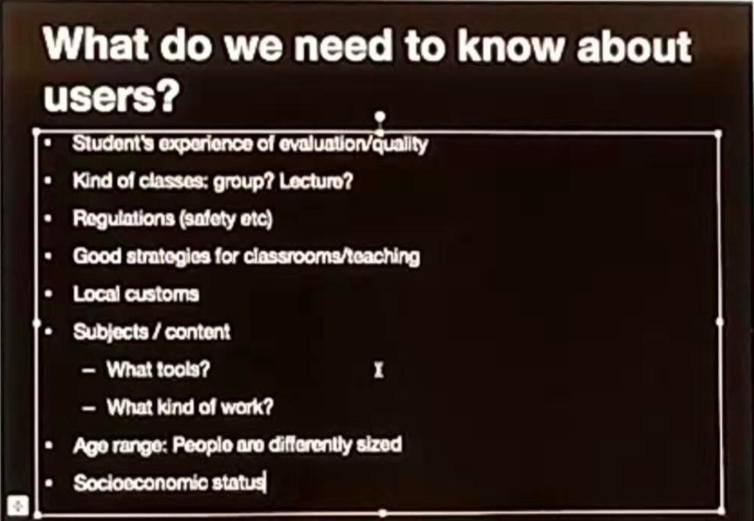 What do we need to know about
users?
• Student's experience of evaluation/quality
• Kind of classes: group? Lecture?
• Regulations (safety etc)
• Good strategies for classrooms/teaching
• Local customs
• Subjects / content
– What tools?
– What kind of work?
• Age range: People are differently sized
• Socioeconomic status